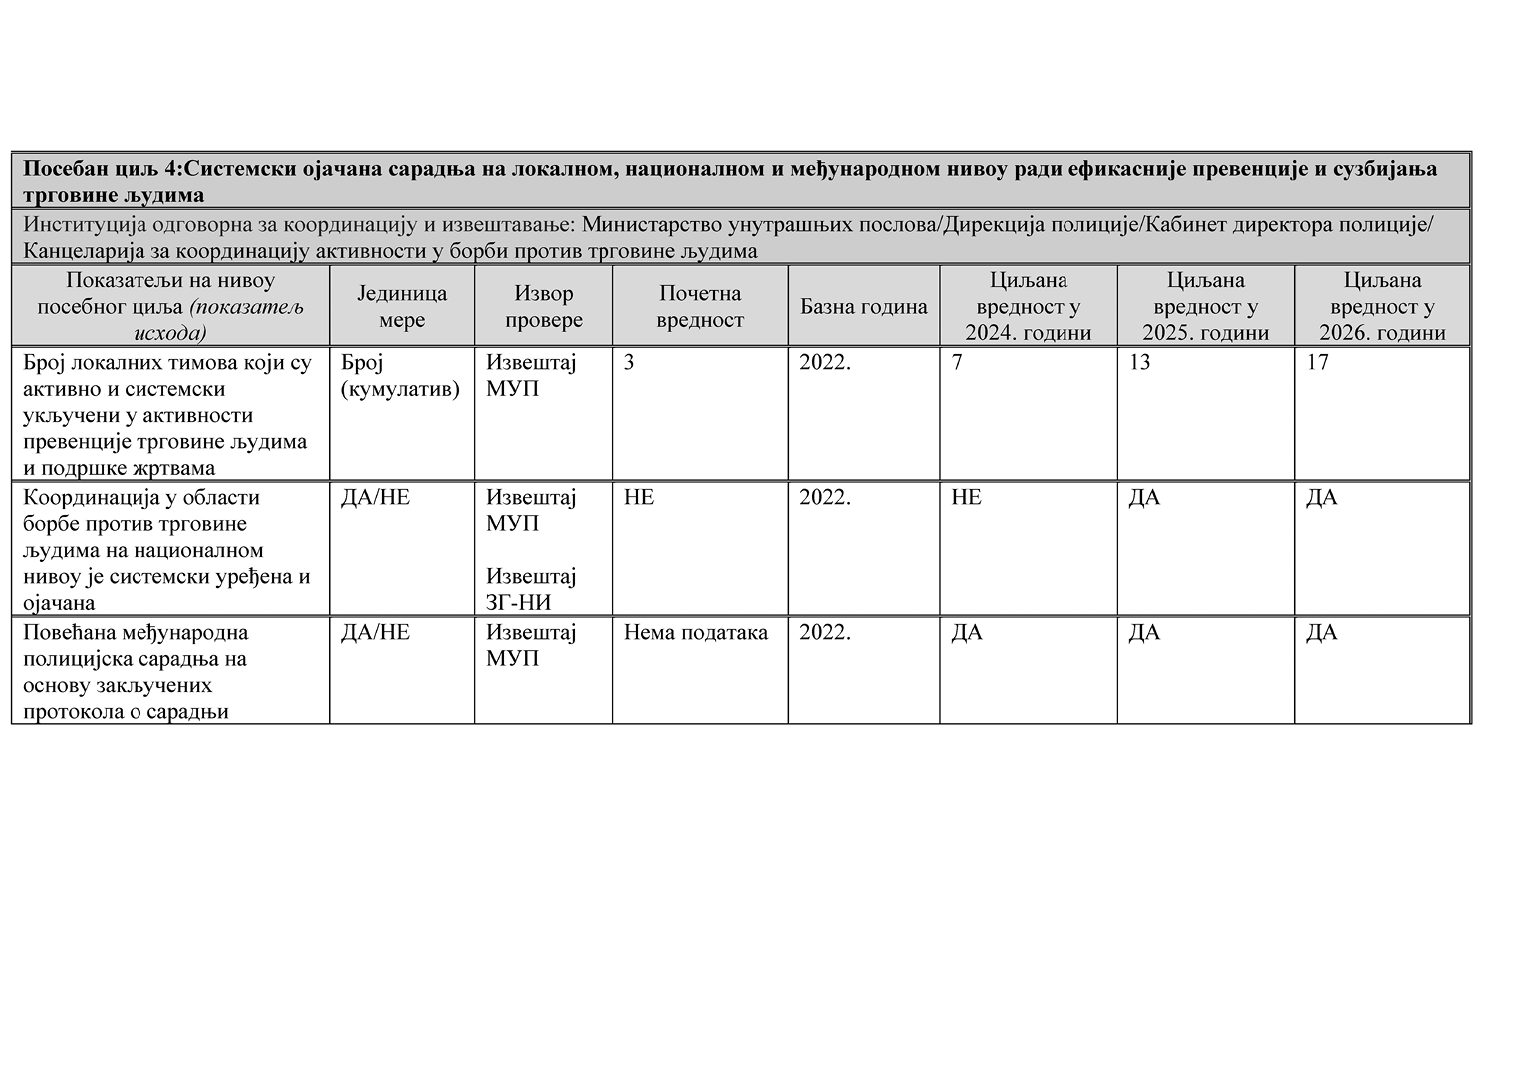 Посебан циљ 4:Системски ојачана сарадња на локалном, националном и међународном нивоу ради ефикасније превенције и сузбијања
трговине људима
Институција одговорна за координацију и извештавање: Министарство унутрашњих послова/Дирекција полиције/Кабинет директора полиције/
Канцеларија за координацију активности у борби против трговине људима
Показатељи на нивоу
посебног циља (показатељ
исхода)
Јединица
мере
Извор
провере
Почетна
вредност
Базна година
Циљана
вредност у
2024. години
Циљана
вредност у
2025. години
Циљана
вредност у
2026. години
Број локалних тимова који су
активно и системски
укључени у активности
превенције трговине људима
и подршке жртвама
Број
(кумулатив)
Извештај
МУП
3
2022.
7
13
17
Координација у области
борбе против трговине
људима на националном
нивоу је системски уређена и
ојачана
ДА/НЕ
Извештај
МУП
Извештај
ЗГ-НИ
НЕ
2022.
НЕ
ДА
ДА
Повећана међународна
полицијска сарадња на
основу закључених
протокола о сарадњи
ДА/НЕ
Извештај
МУП
Нема података
2022.
ДА
ДА
ДА